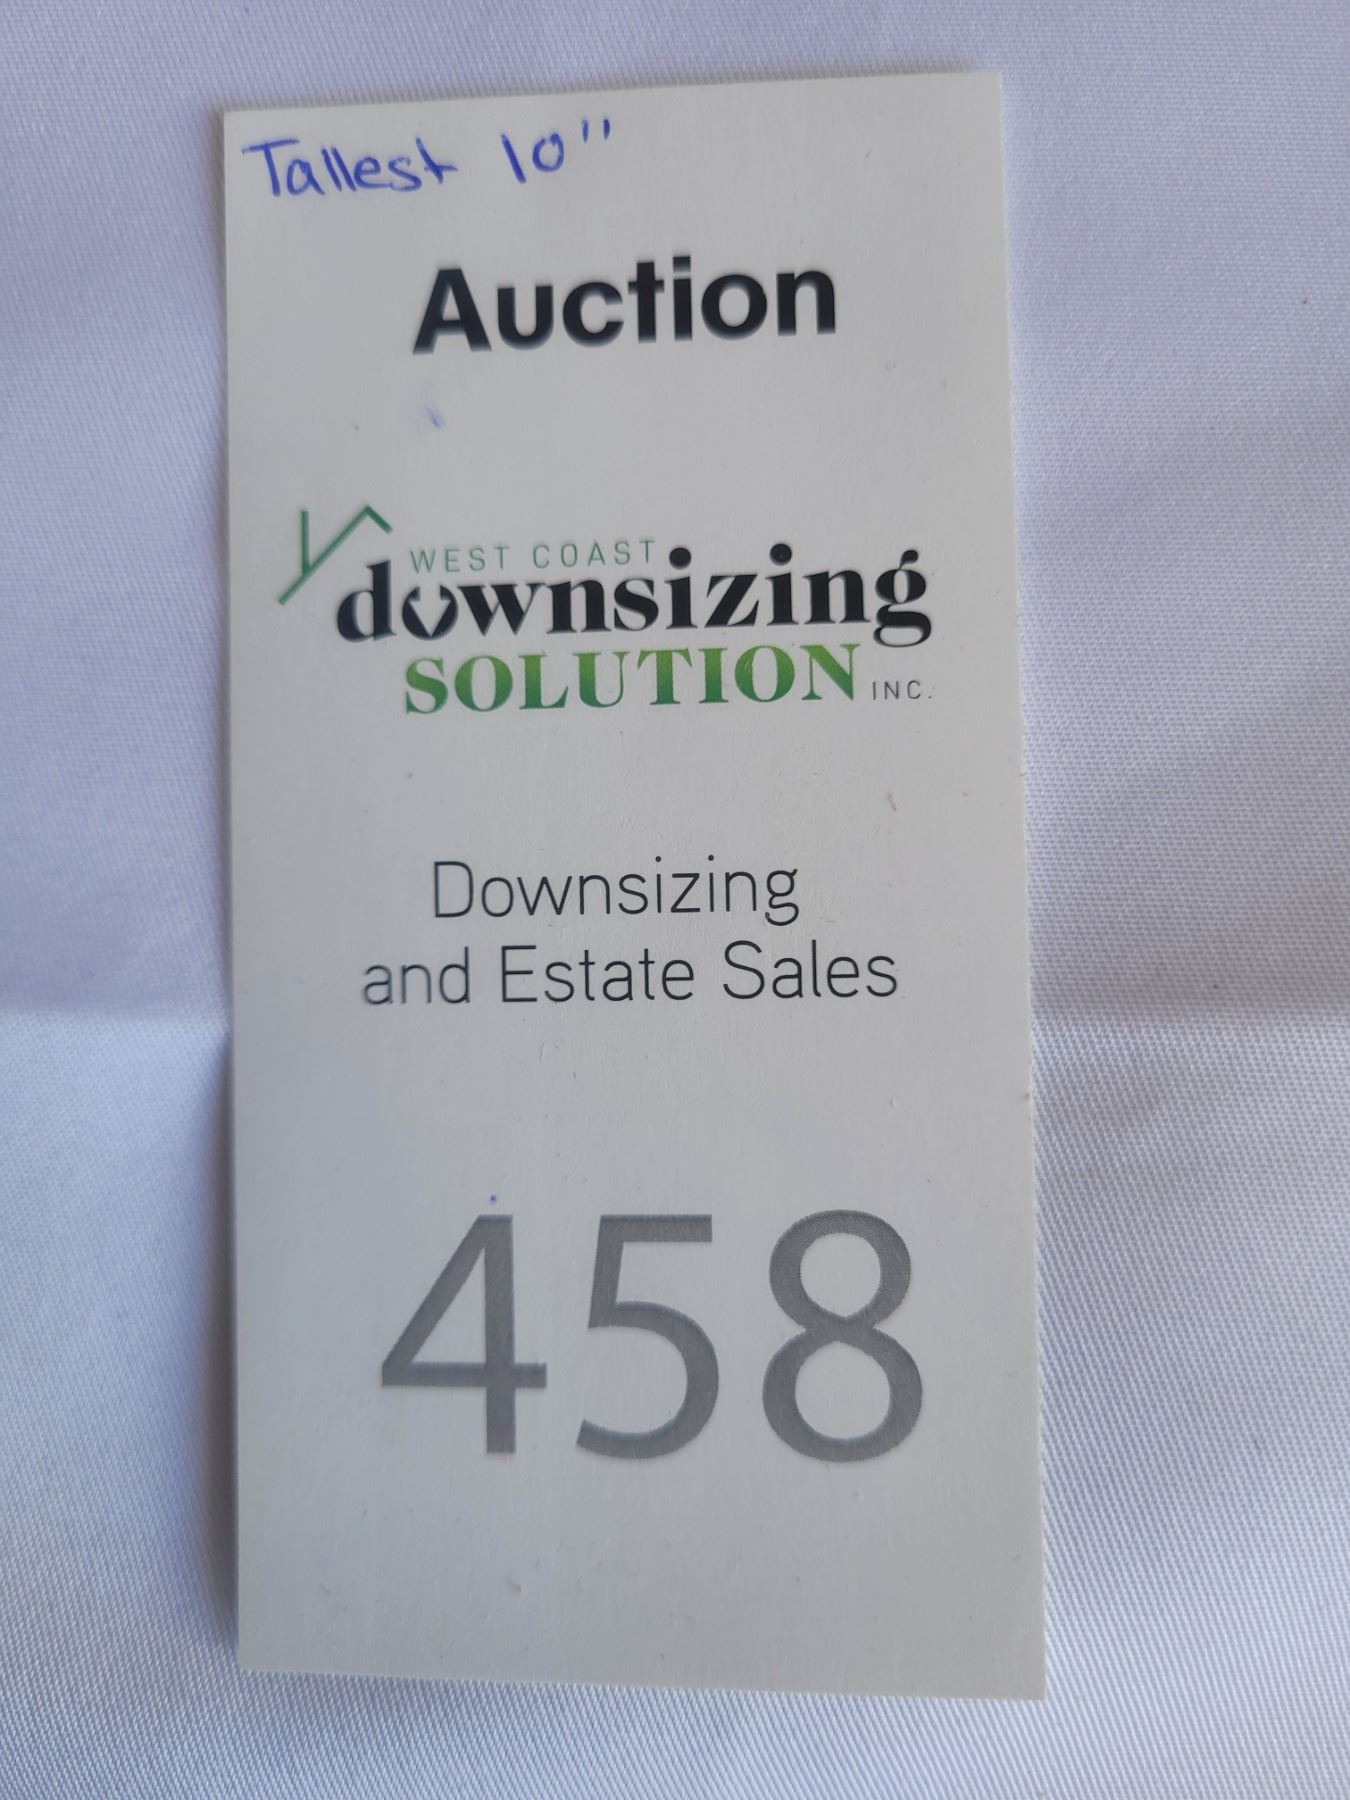 Tallest 10"
Auction
WEST COAST
downsizing
SOLUTION INC.
Downsizing
and Estate Sales
458